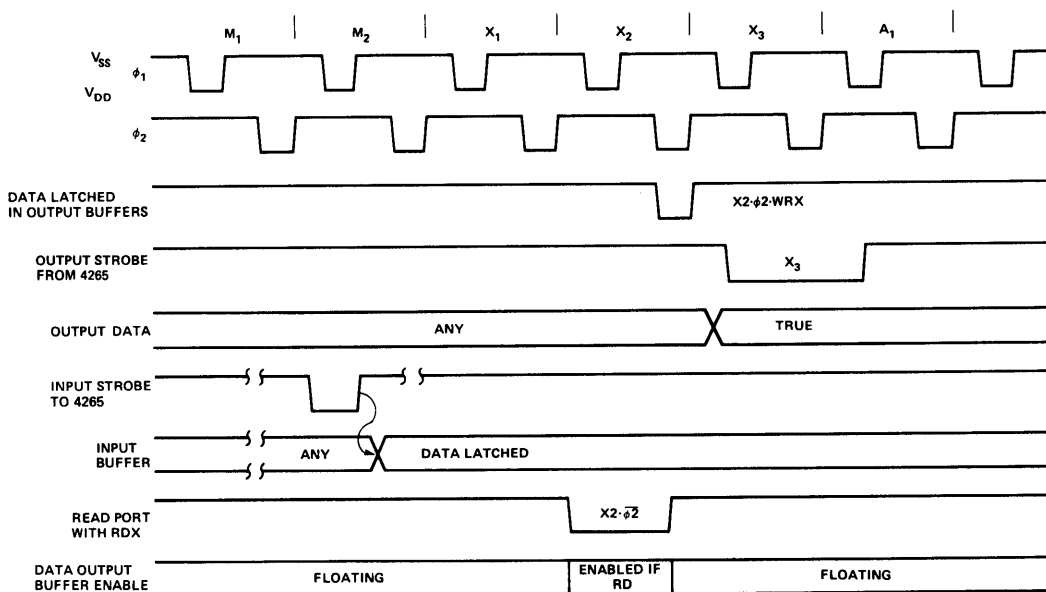 M1 M2 X1 X2 X3 A1
VSS
ϕ1
VDD
ϕ2
DATA LATCHED
IN OUTPUT BUFFERS
X2·ϕ2·WRX
OUTPUT STROBE
FROM 4265
X3
OUTPUT DATA
ANY
TRUE
INPUT STROBE
TO 4265
INPUT
BUFFER
ANY
DATA LATCHED
READ PORT
WITH RDX
X2·ϕ2̅
DATA OUTPUT
BUFFER ENABLE
FLOATING
ENABLED IF
RD
FLOATING